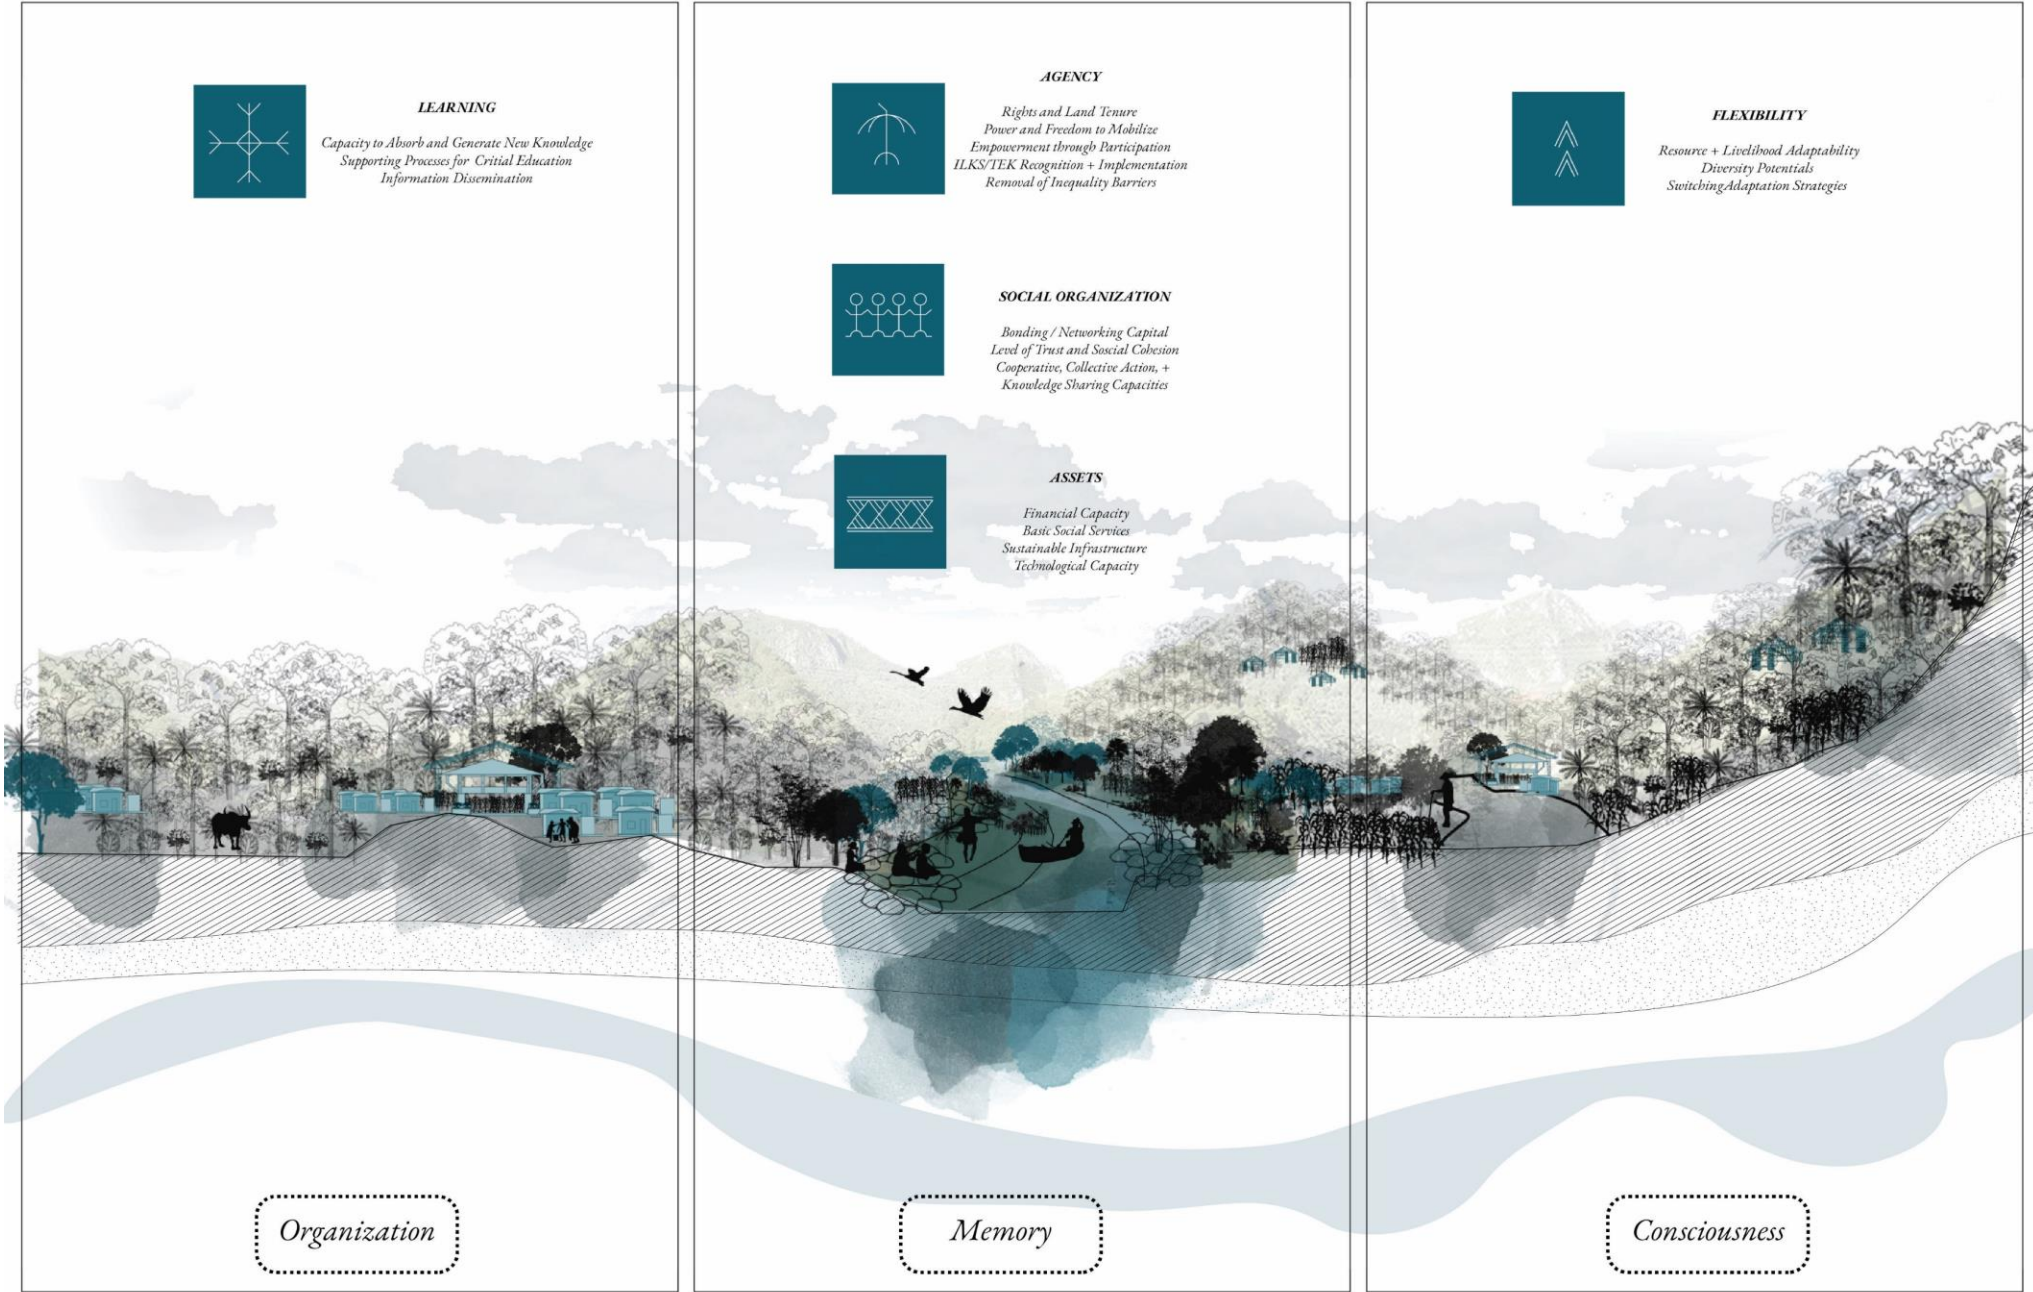 LEARNING
Capacity to Absorb and Generate New Knowledge
Supporting Processes for Critial Education
Information Dissemination
AGENCY
Rights and Land Tenure
Power and Freedom to Mobilize
Empowerment through Participation
ILKS/TEK Recognition + Implementation
Removal of Inequality Barriers
SOCIAL ORGANIZATION
Bonding / Networking Capital
Level of Trust and Soscial Cohesion
Cooperative, Collective Action, +
Knowledge Sharing Capacities
ASSETS
Financial Capacity
Basic Social Services
Sustainable Infrastructure
Technological Capacity
FLEXIBILITY
Resource + Livelihood Adaptability
Diversity Potentials
SwitchingAdaptation Strategies
Organization
Memory
Consciousness